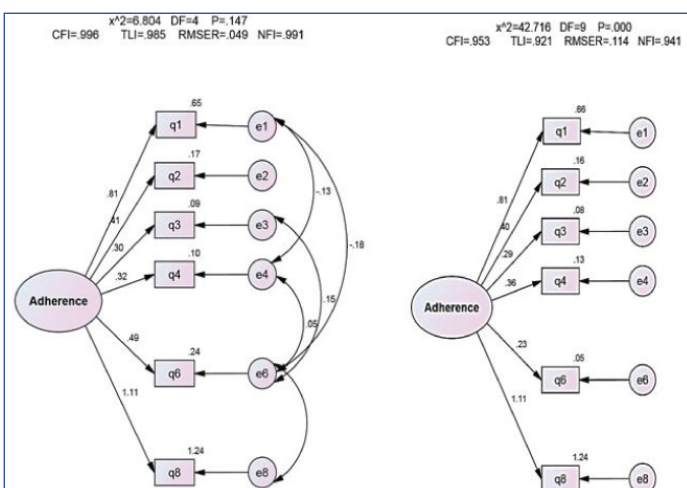 x^2=6.804 DF=4 P=.147
CFI=.996 TLI=.985 RMSER=.049 NFI=.991
.65
q1
e1
.17
q2
e2
.09
q3
e3
.10
q4
e4
.24
q6
e6
1.24
q8
e8
Adherence
.81
.41
.30
.32
.49
1.11
-.13
-.18
.15
.05
x^2=42.716 DF=9 P=.000
CFI=.953 TLI=.921 RMSER=.114 NFI=.941
.66
q1
e1
.16
q2
e2
.08
q3
e3
.13
q4
e4
.05
q6
e6
1.24
q8
e8
Adherence
.81
.40
.29
.36
.23
1.11